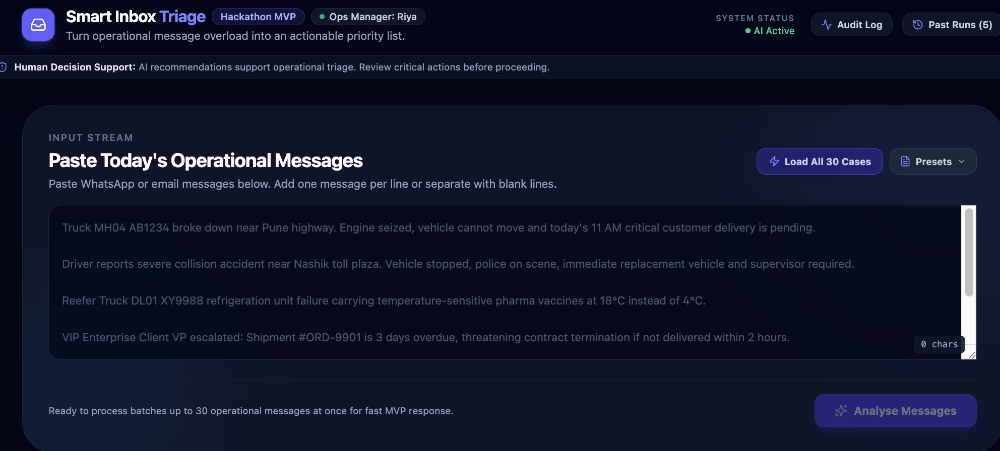 Smart Inbox Triage
Hackathon MVP
Ops Manager: Riya
Turn operational message overload into an actionable priority list.
SYSTEM STATUS
AI Active
Audit Log
Past Runs (5)
Human Decision Support: AI recommendations support operational triage. Review critical actions before proceeding.
INPUT STREAM
Paste Today's Operational Messages
Paste WhatsApp or email messages below. Add one message per line or separate with blank lines.
Load All 30 Cases
Presets
Truck MH04 AB1234 broke down near Pune highway. Engine seized, vehicle cannot move and today's 11 AM critical customer delivery is pending.
Driver reports severe collision accident near Nashik toll plaza. Vehicle stopped, police on scene, immediate replacement vehicle and supervisor required.
Reefer Truck DL01 XY9988 refrigeration unit failure carrying temperature-sensitive pharma vaccines at 18°C instead of 4°C.
VIP Enterprise Client VP escalated: Shipment #ORD-9901 is 3 days overdue, threatening contract termination if not delivered within 2 hours.
0 chars
Ready to process batches up to 30 operational messages at once for fast MVP response.
Analyse Messages